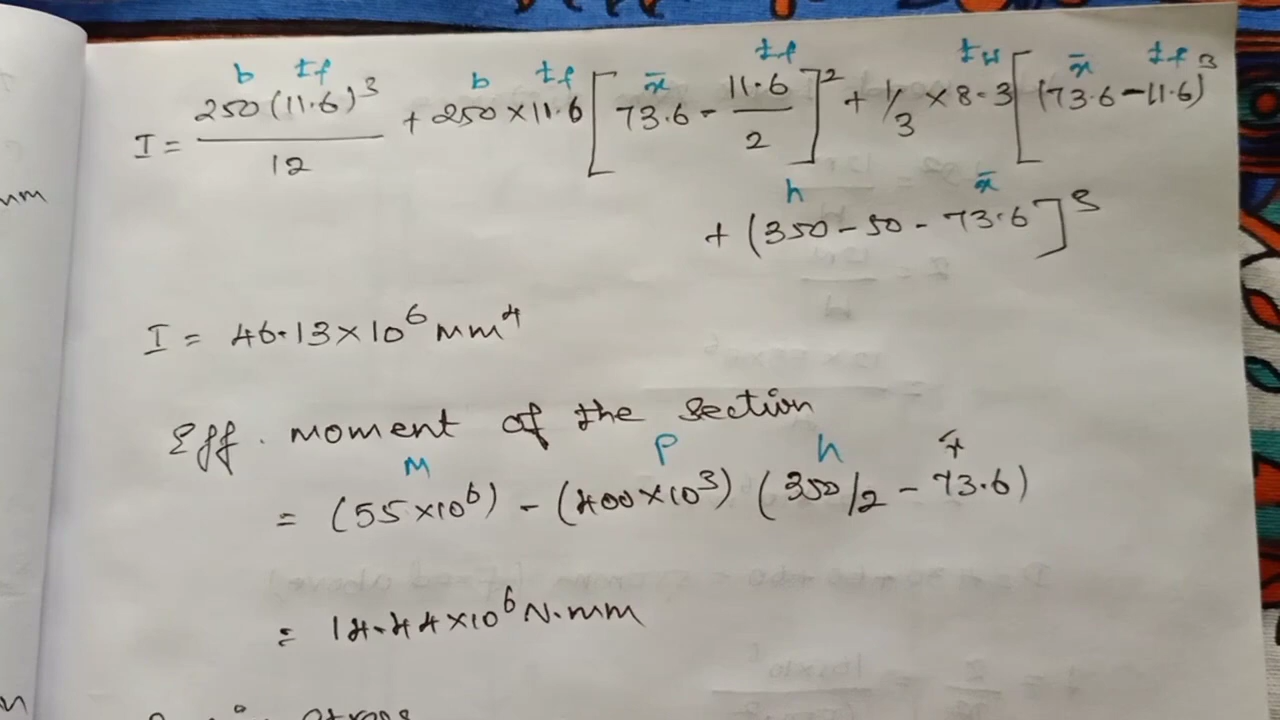 b tf b tf x̄ tf tw x̄ tf
I = 250(11.6)³/12 + 250×11.6[73.6 - 11.6/2]² + 1/3 × 8.3[(73.6-11.6)³
h x̄
+ (350-50-73.6]³
I = 46.13×10⁶ mm⁴
Eff. moment of the section
M P h x̄
= (55×10⁶) - (400×10³) (350/2 - 73.6)
= 14.44×10⁶ N.mm